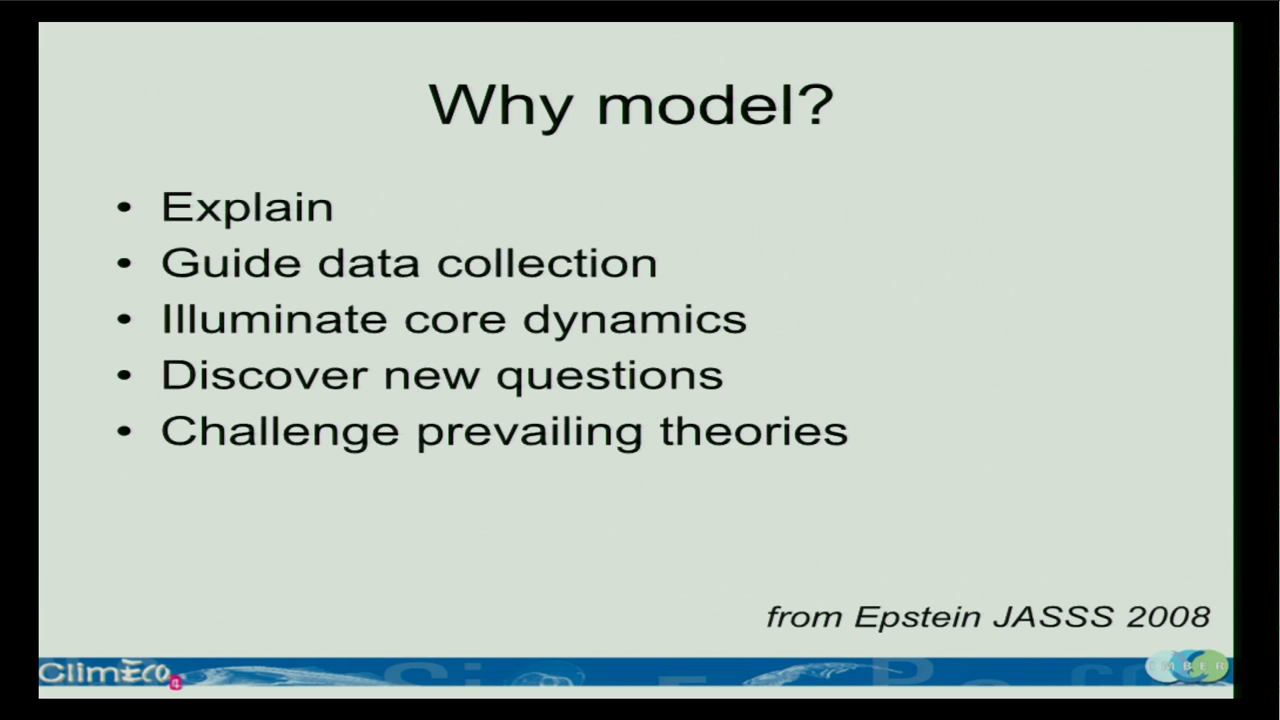 Why model?
• Explain
• Guide data collection
• Illuminate core dynamics
• Discover new questions
• Challenge prevailing theories
from Epstein JASSS 2008
ClimEco
EMBER